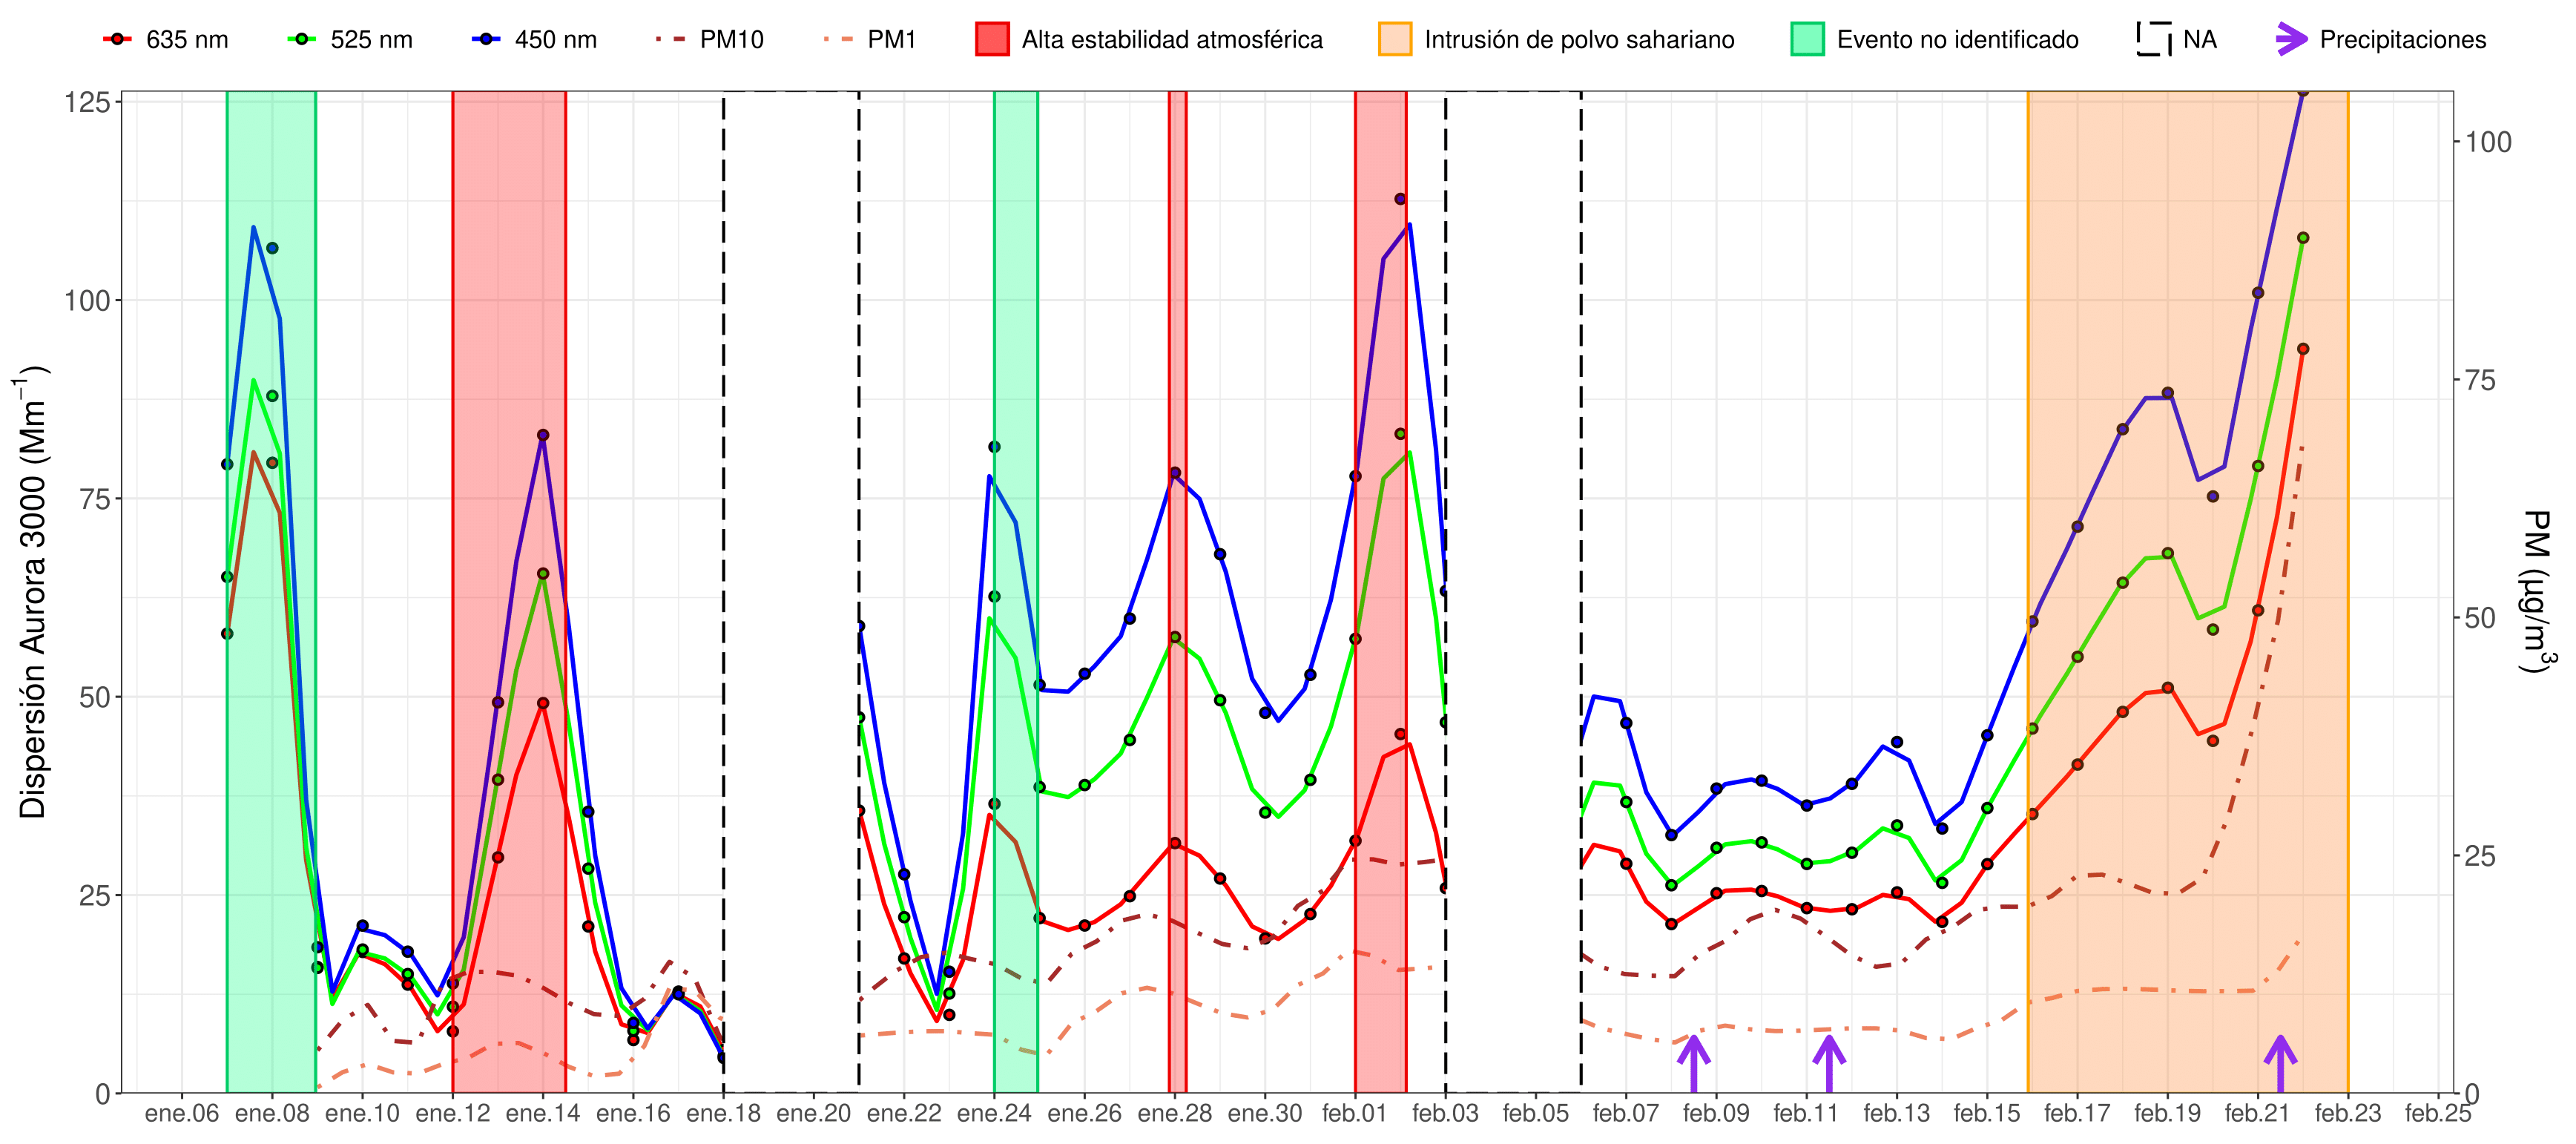 635 nm 525 nm 450 nm PM10 PM1 Alta estabilidad atmosférica Intrusión de polvo sahariano Evento no identificado NA Precipitaciones
Dispersión Aurora 3000 (Mm⁻¹)
125
100
75
50
25
0
100
75
50
25
0
PM (µg/m³)
ene.06 ene.08 ene.10 ene.12 ene.14 ene.16 ene.18 ene.20 ene.22 ene.24 ene.26 ene.28 ene.30 feb.01 feb.03 feb.05 feb.07 feb.09 feb.11 feb.13 feb.15 feb.17 feb.19 feb.21 feb.23 feb.25